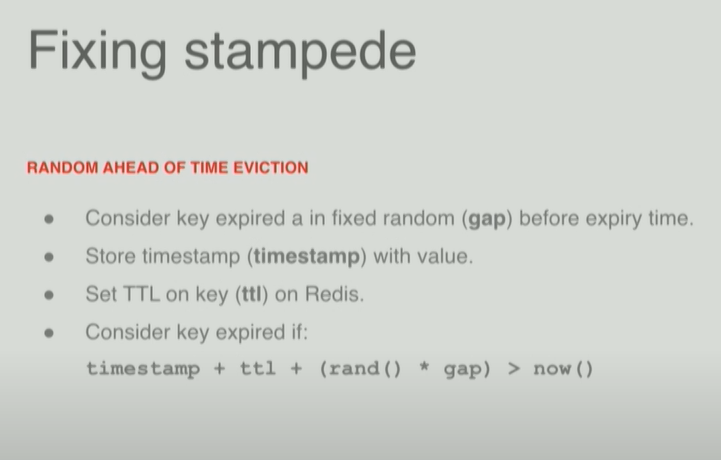 Fixing stampede
RANDOM AHEAD OF TIME EVICTION
● Consider key expired a in fixed random (gap) before expiry time.
● Store timestamp (timestamp) with value.
● Set TTL on key (ttl) on Redis.
● Consider key expired if:
timestamp + ttl + (rand() * gap) > now()